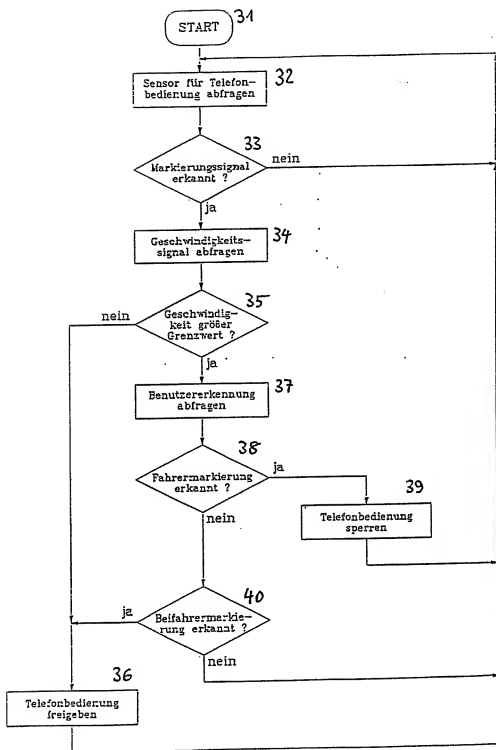 START 31
Sensor für Telefon-
bedienung abfragen
32
33
Markierungssignal
erkannt ?
nein
ja
Geschwindigkeits-
signal abfragen
34
35
Geschwindig-
keit größer
Grenzwert ?
nein
ja
Benutzererkennung
abfragen
37
38
Fahrermarkierung
erkannt ?
ja
nein
39
Telefonbedienung
sperren
40
Beifahrermarkie-
rung erkannt ?
ja
nein
36
Telefonbedienung
freigeben